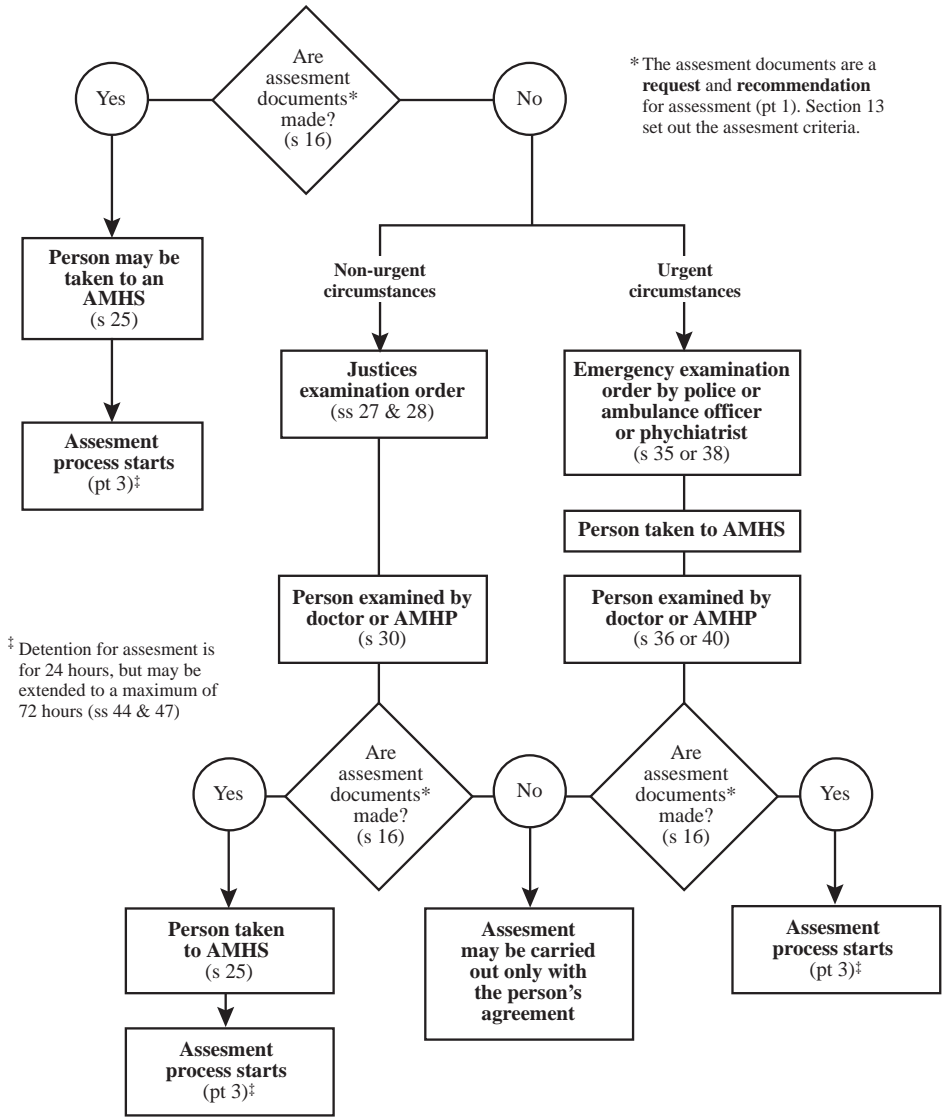 Are
assesment
documents*
made?
(s 16)
Yes
No
* The assesment documents are a
request and recommendation
for assessment (pt 1). Section 13
set out the assesment criteria.
Person may be
taken to an
AMHS
(s 25)
Assesment
process starts
(pt 3)‡
Non-urgent
circumstances
Urgent
circumstances
Justices
examination order
(ss 27 & 28)
Emergency examination
order by police or
ambulance officer
or phychiatrist
(s 35 or 38)
Person taken to AMHS
Person examined by
doctor or AMHP
(s 30)
Person examined by
doctor or AMHP
(s 36 or 40)
‡ Detention for assesment is
for 24 hours, but may be
extended to a maximum of
72 hours (ss 44 & 47)
Yes
Are
assesment
documents*
made?
(s 16)
No
Are
assesment
documents*
made?
(s 16)
Yes
Person taken
to AMHS
(s 25)
Assesment
process starts
(pt 3)‡
Assesment
may be carried
out only with
the person's
agreement
Assesment
process starts
(pt 3)‡